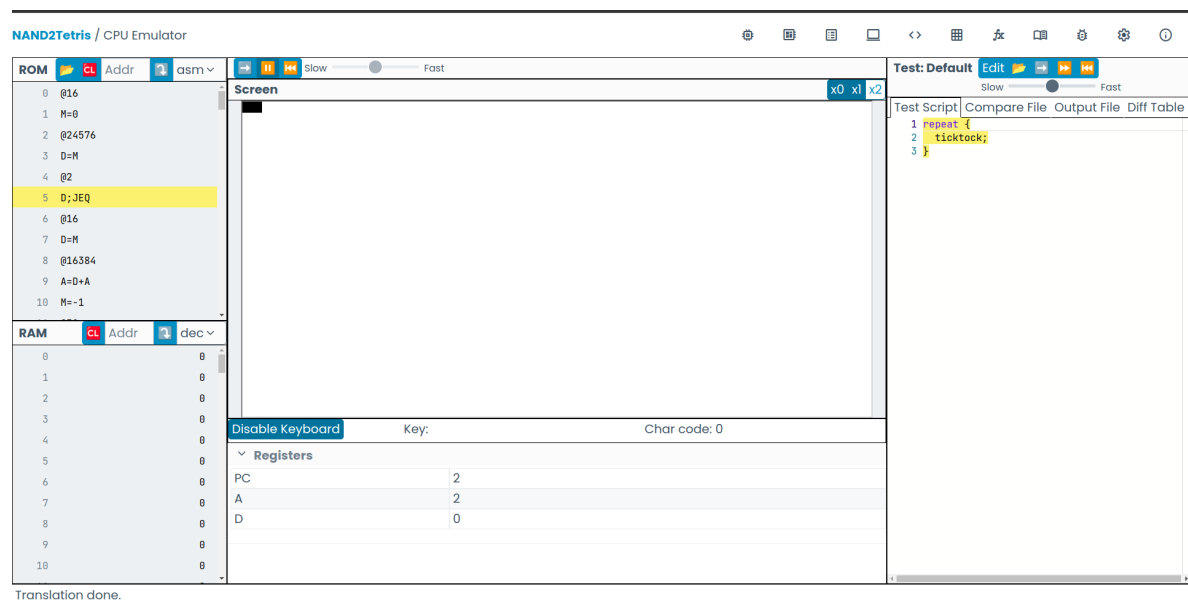 NAND2Tetris / CPU Emulator
ROM CL Addr asm
0 @16
1 M=0
2 @24576
3 D=M
4 @2
5 D;JEQ
6 @16
7 D=M
8 @16384
9 A=D+A
10 M=-1
RAM CL Addr dec
0 0
1 0
2 0
3 0
4 0
5 0
6 0
7 0
8 0
9 0
10 0
Slow Fast
Screen x0 x1 x2
Disable Keyboard Key: Char code: 0
Registers
PC 2
A 2
D 0
Test: Default Edit
Slow Fast
Test Script Compare File Output File Diff Table
1 repeat {
2 ticktock;
3 }
Translation done.